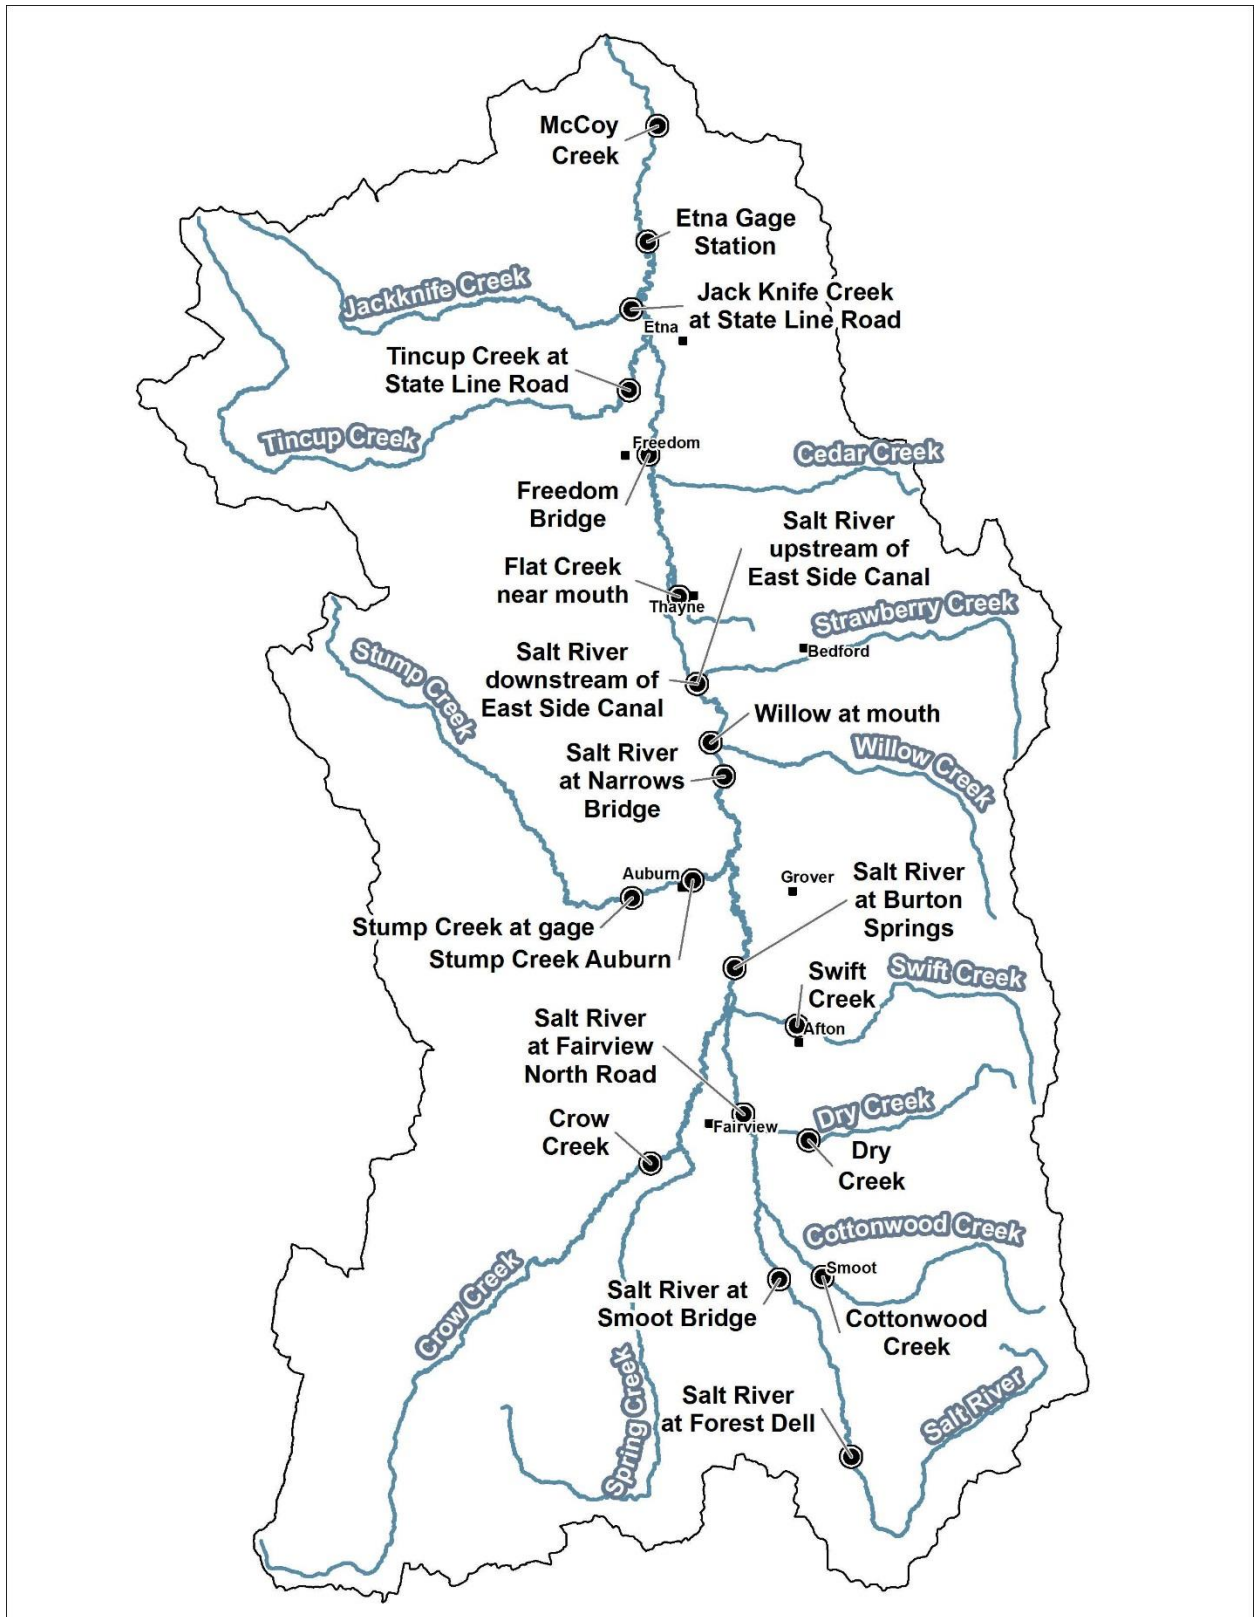 McCoy
Creek
Etna Gage
Station
Jackknife Creek
Jack Knife Creek
at State Line Road
Etna
Tincup Creek at
State Line Road
Tincup Creek
Freedom
Cedar Creek
Freedom
Bridge
Salt River
upstream of
East Side Canal
Flat Creek
near mouth
Thayne
Strawberry Creek
Bedford
Stump Creek
Salt River
downstream of
East Side Canal
Willow at mouth
Willow Creek
Salt River
at Narrows
Bridge
Auburn
Grover
Salt River
at Burton
Springs
Stump Creek at gage
Stump Creek Auburn
Swift
Creek
Swift Creek
Afton
Salt River
at Fairview
North Road
Dry Creek
Fairview
Crow
Creek
Dry
Creek
Cottonwood Creek
Smoot
Crow Creek
Salt River at
Smoot Bridge
Cottonwood
Creek
Spring Creek
Salt River
at Forest Dell
Salt River